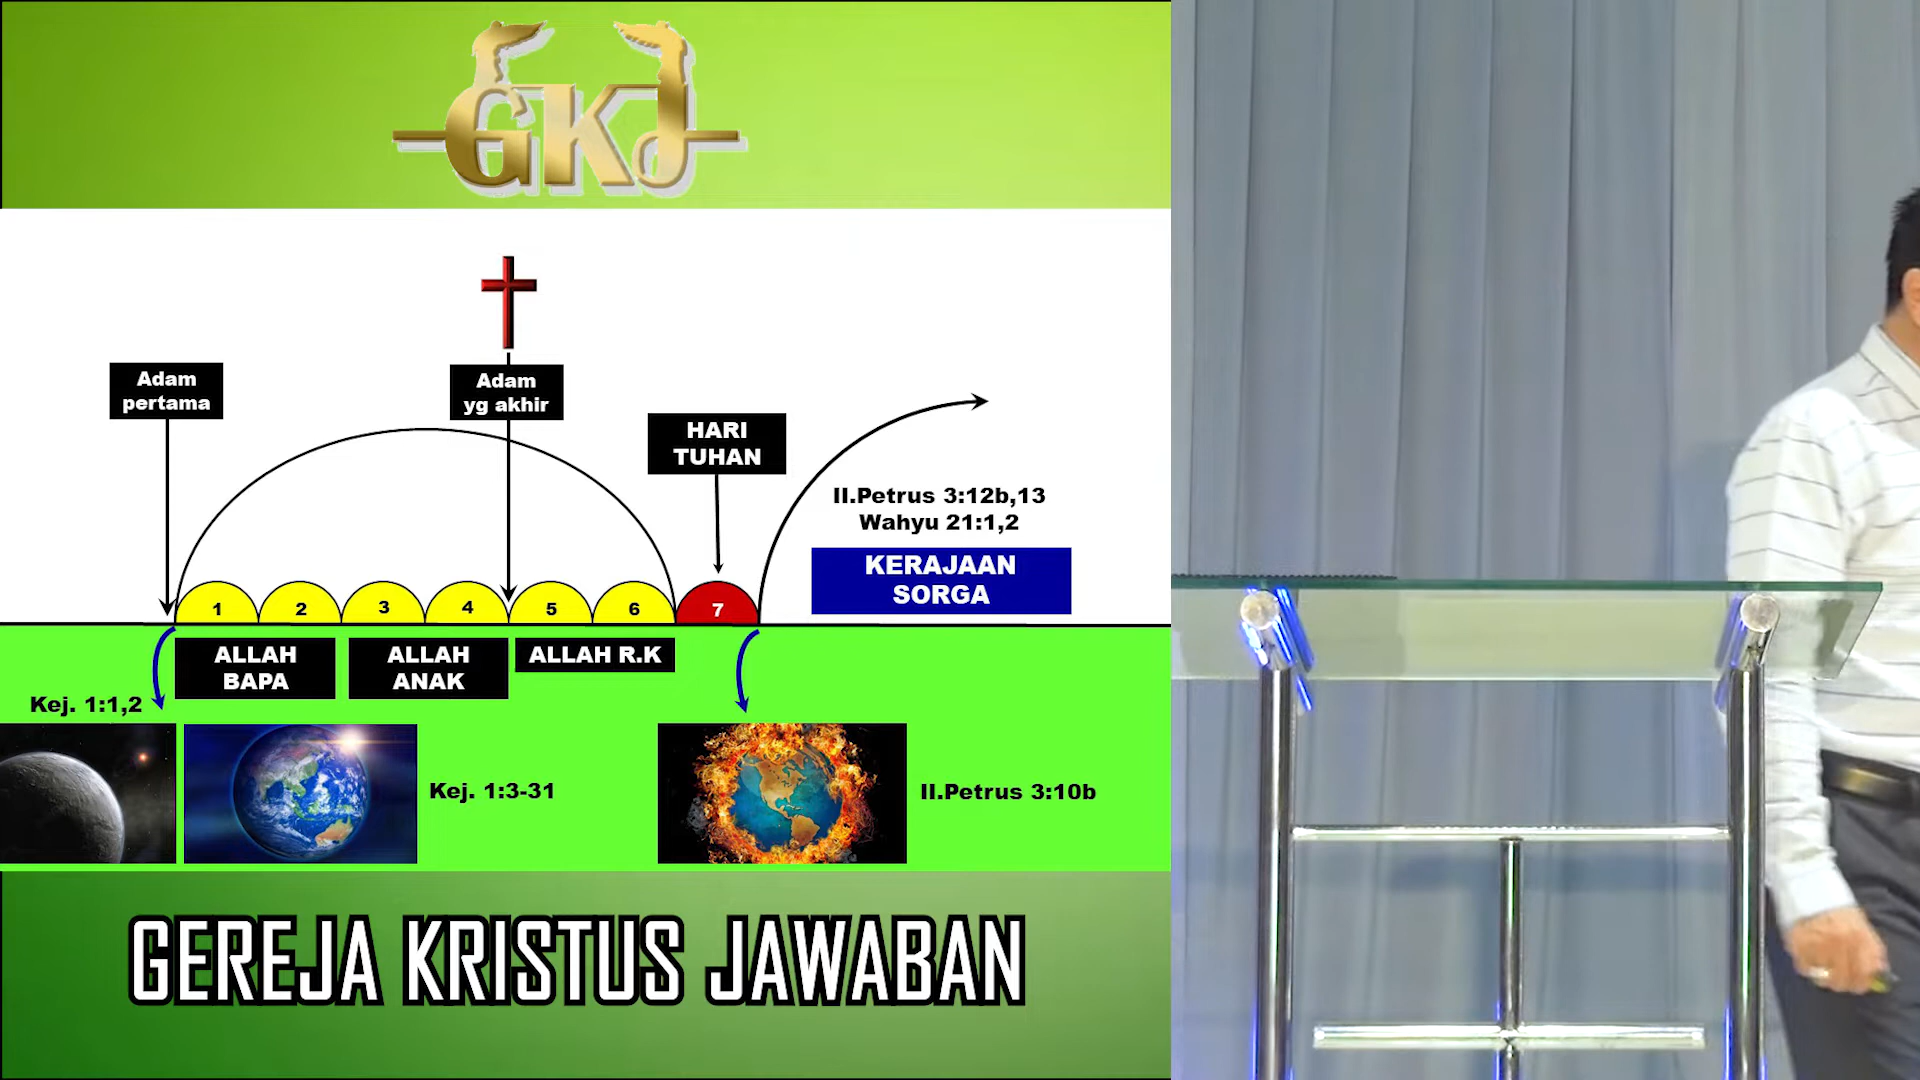 GKJ
Adam
pertama
Adam
yg akhir
HARI
TUHAN
II.Petrus 3:12b,13
Wahyu 21:1,2
KERAJAAN
SORGA
1
2
3
4
5
6
7
ALLAH
BAPA
ALLAH
ANAK
ALLAH R.K
Kej. 1:1,2
Kej. 1:3-31
II.Petrus 3:10b
GEREJA KRISTUS JAWABAN